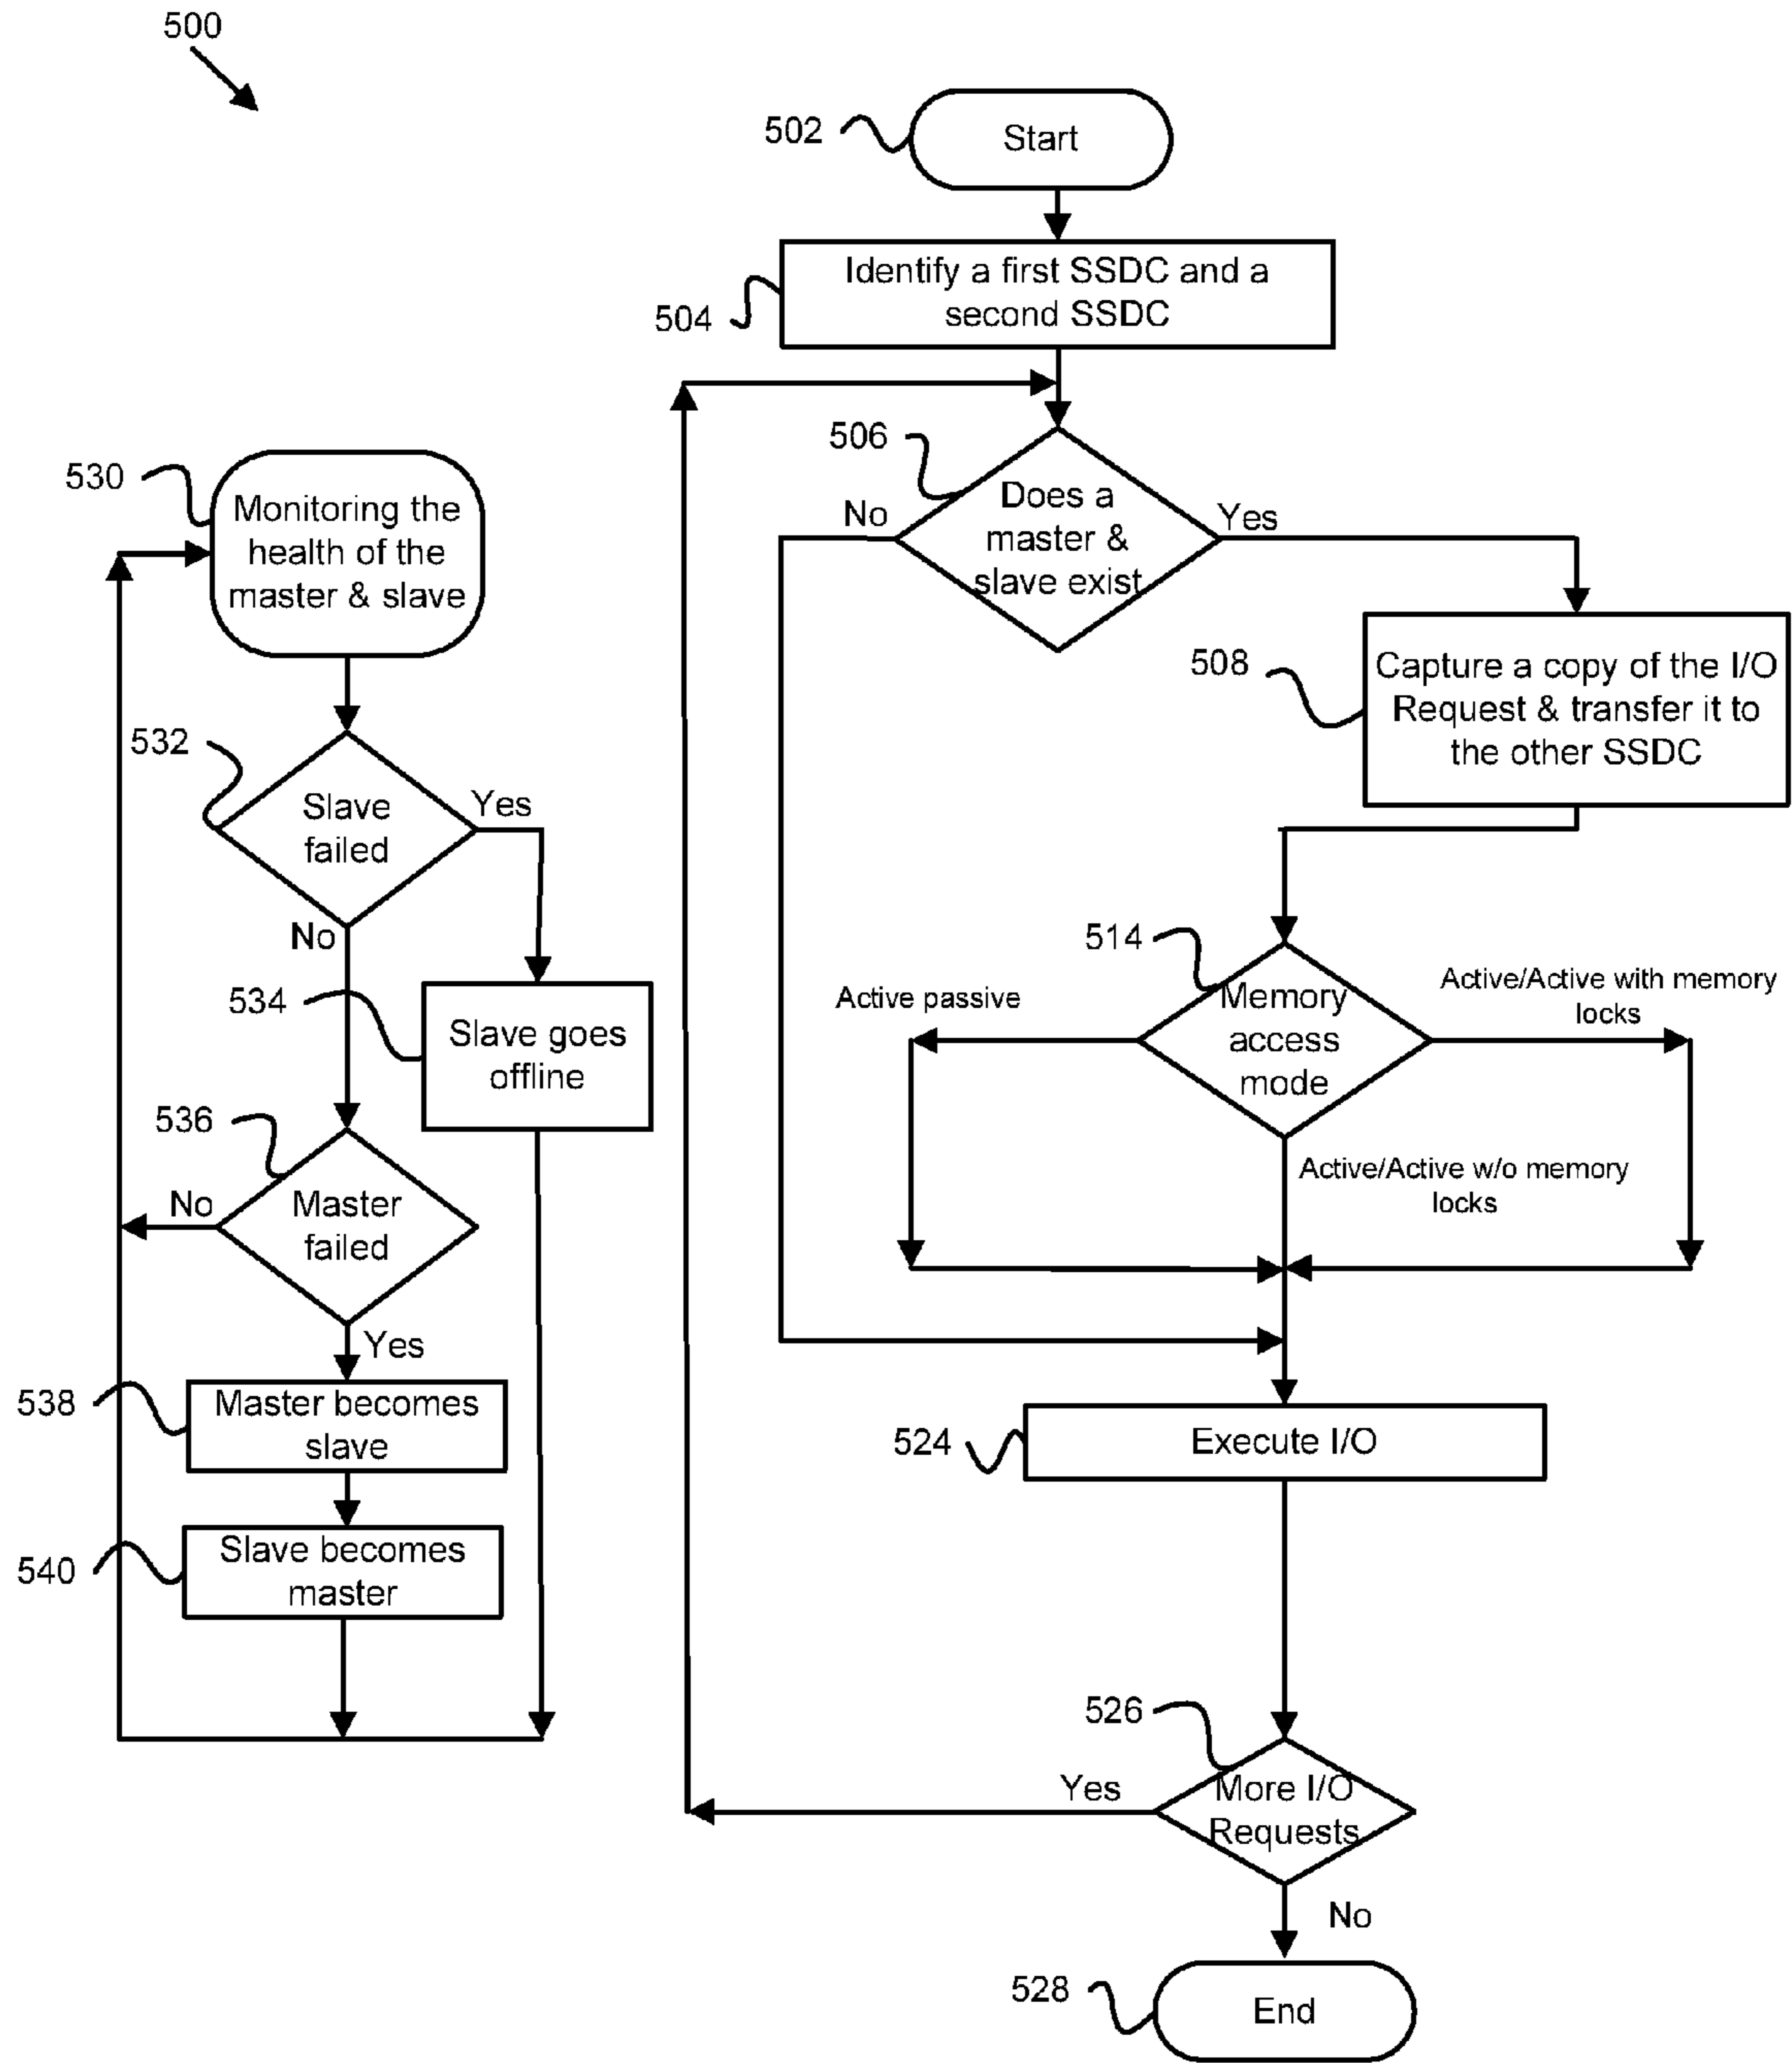 500
502
Start
504
Identify a first SSDC and a
second SSDC
506
Does a
master &
slave exist
No
Yes
508
Capture a copy of the I/O
Request & transfer it to
the other SSDC
514
Memory
access
mode
Active passive
Active/Active with memory
locks
Active/Active w/o memory
locks
524
Execute I/O
526
More I/O
Requests
Yes
No
528
End
530
Monitoring the
health of the
master & slave
532
Slave
failed
Yes
No
534
Slave goes
offline
536
Master
failed
No
Yes
538
Master becomes
slave
540
Slave becomes
master